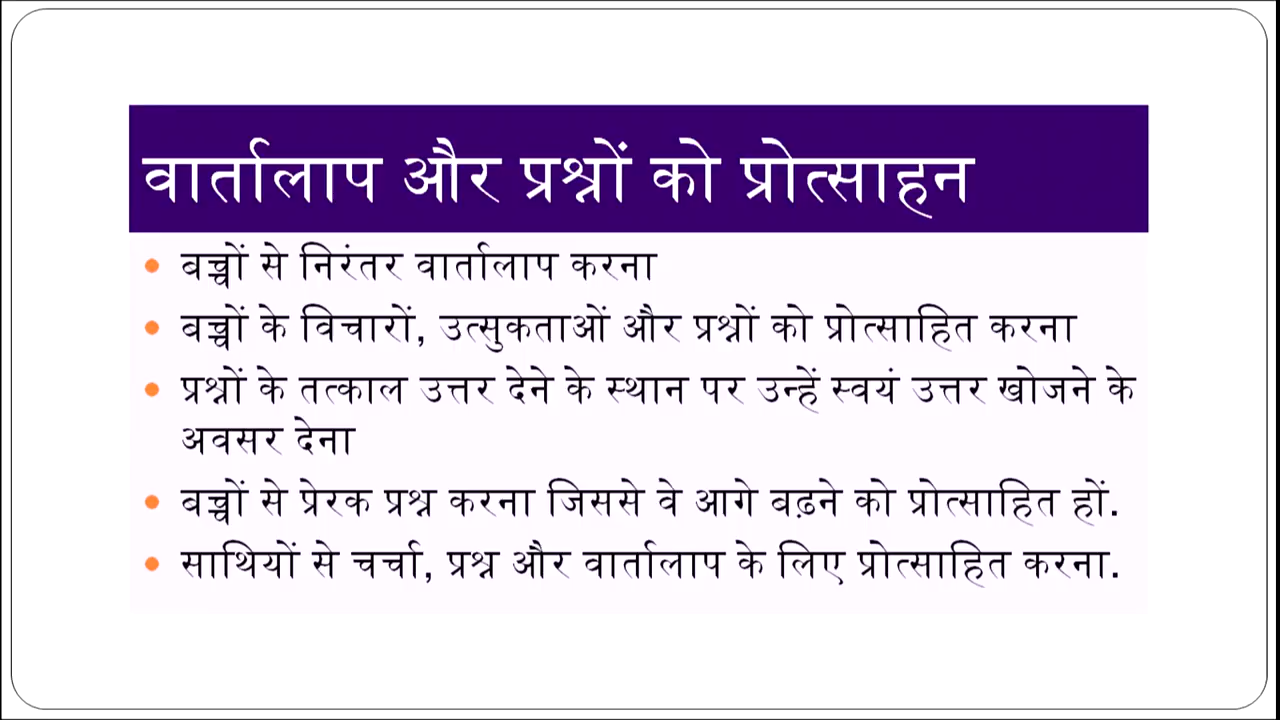 वार्तालाप और प्रश्नों को प्रोत्साहन
• बच्चों से निरंतर वार्तालाप करना
• बच्चों के विचारों, उत्सुकताओं और प्रश्नों को प्रोत्साहित करना
• प्रश्नों के तत्काल उत्तर देने के स्थान पर उन्हें स्वयं उत्तर खोजने के
अवसर देना
• बच्चों से प्रेरक प्रश्न करना जिससे वे आगे बढ़ने को प्रोत्साहित हों.
• साथियों से चर्चा, प्रश्न और वार्तालाप के लिए प्रोत्साहित करना.